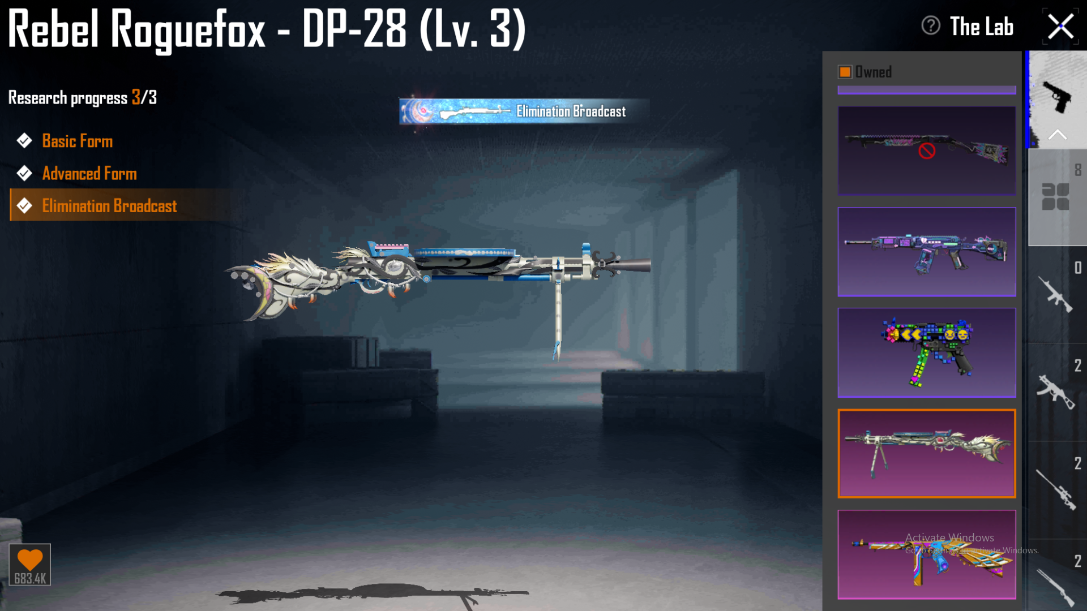 Rebel Roguefox - DP-28 (Lv. 3)
The Lab
Research progress 3/3
Owned
Elimination Broadcast
Basic Form
Advanced Form
Elimination Broadcast
8
0
2
2
2
Activate Windows
683.4K